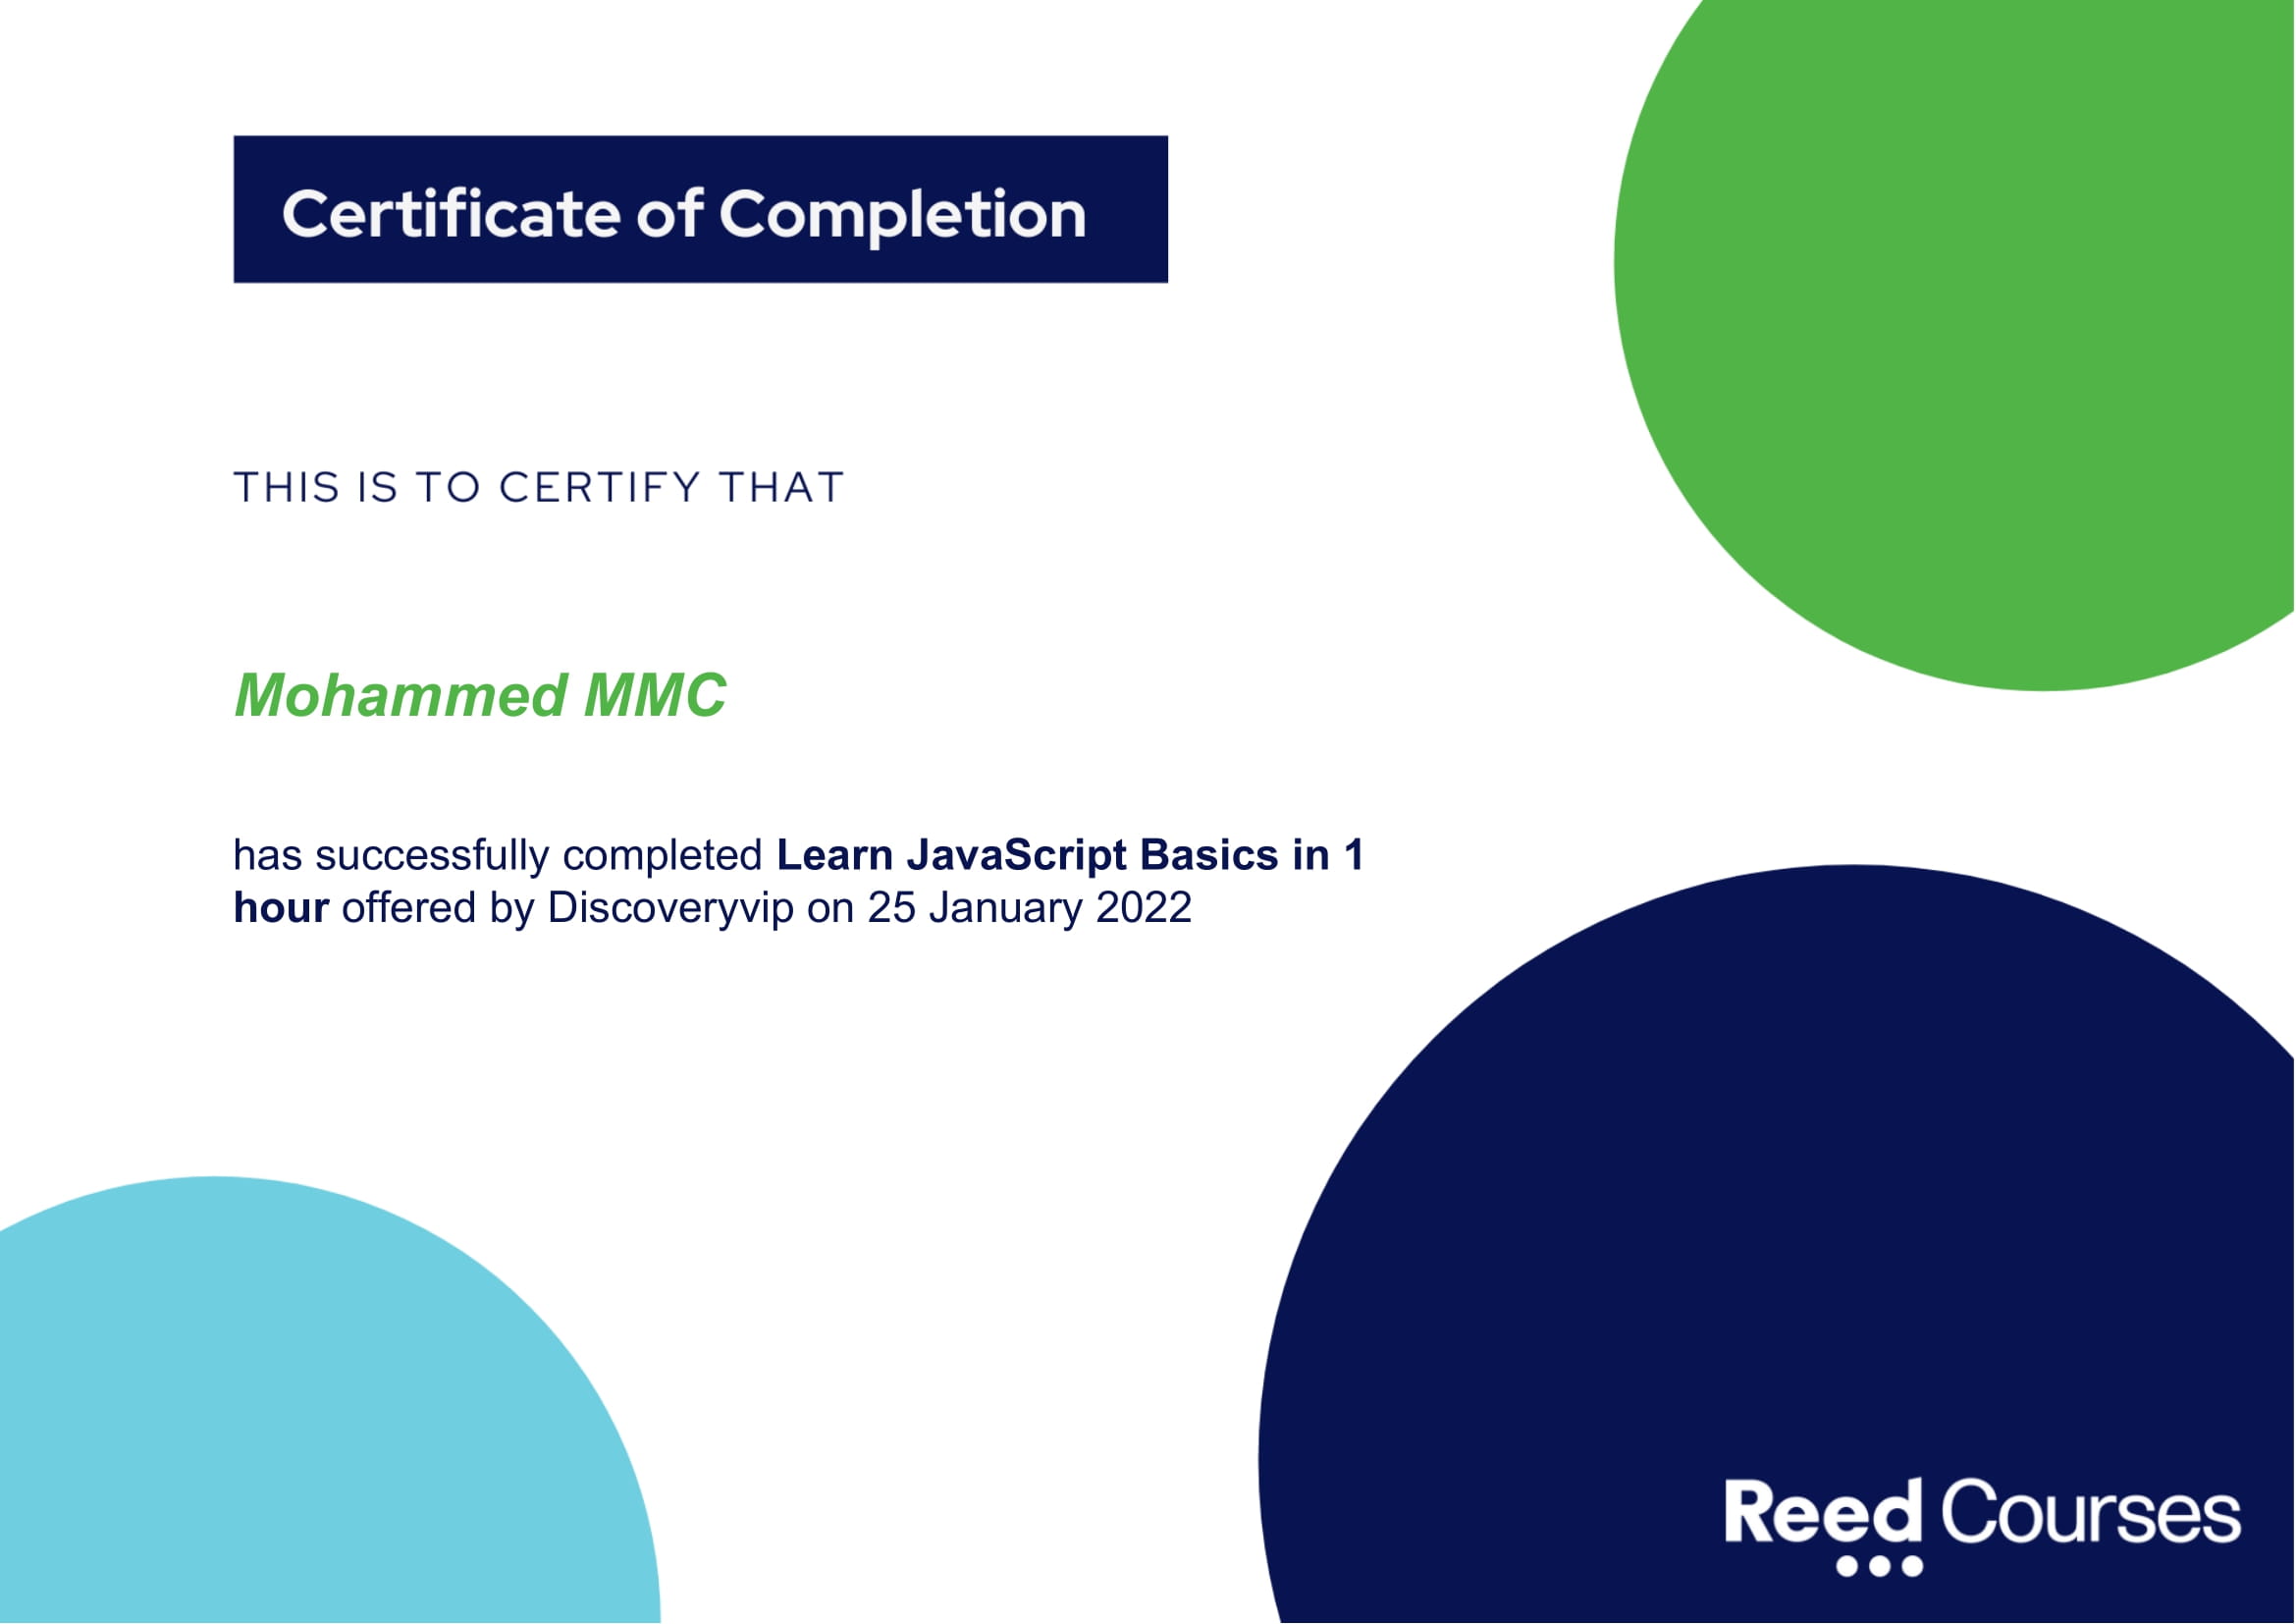 Certificate of Completion
THIS IS TO CERTIFY THAT
Mohammed MMC
has successfully completed Learn JavaScript Basics in 1
hour offered by Discoveryvip on 25 January 2022
Reed Courses